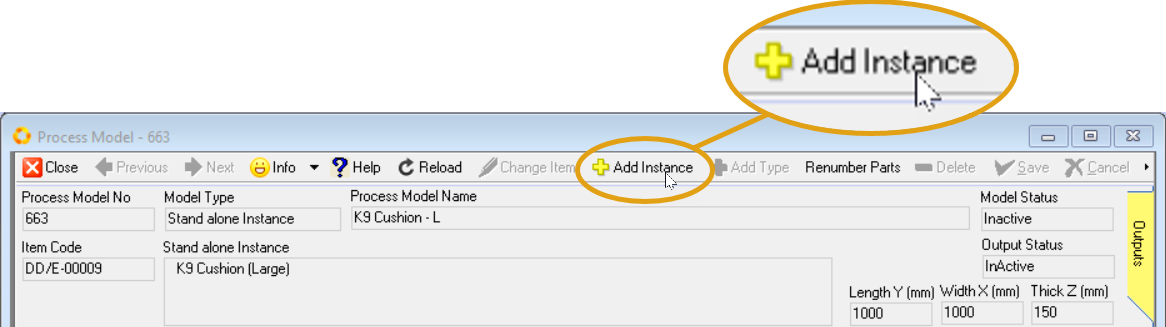 Add Instance
Process Model - 663
Close Previous Next Info Help Reload Change Item Add Instance Add Type Renumber Parts Delete Save Cancel
Process Model No Model Type Process Model Name Model Status
663 Stand alone Instance K9 Cushion - L Inactive
Item Code Stand alone Instance Output Status
DD/E-00009 K9 Cushion (Large) InActive
Length Y (mm) Width X (mm) Thick Z (mm)
1000 1000 150
Outputs